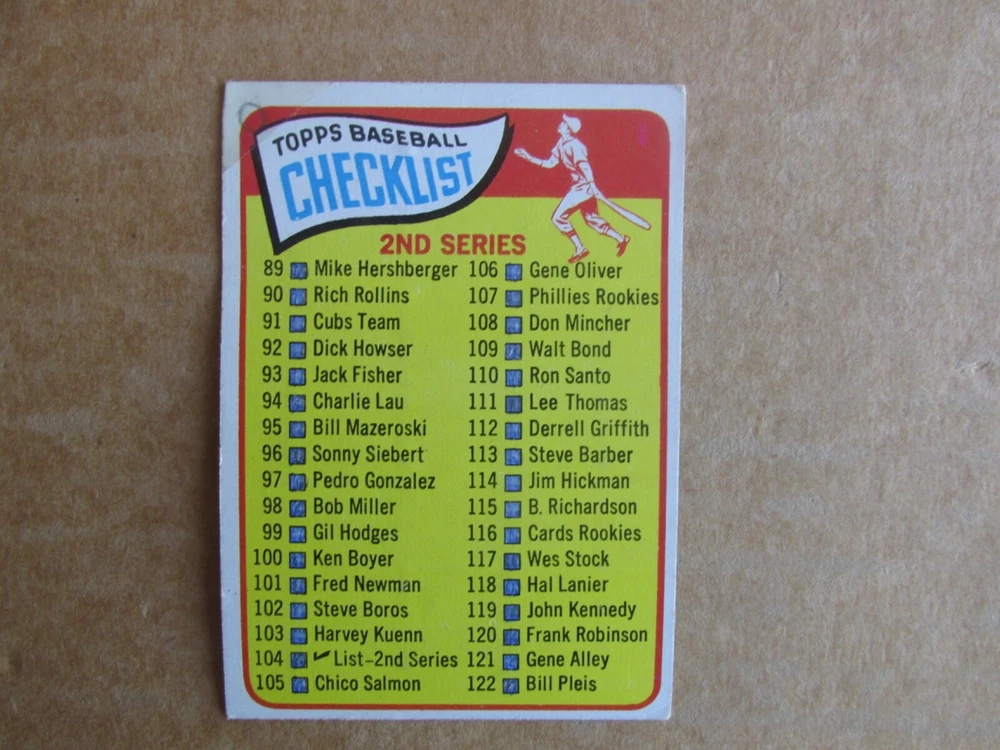 TOPPS BASEBALL
CHECKLIST
2ND SERIES
89 Mike Hershberger
90 Rich Rollins
91 Cubs Team
92 Dick Howser
93 Jack Fisher
94 Charlie Lau
95 Bill Mazeroski
96 Sonny Siebert
97 Pedro Gonzalez
98 Bob Miller
99 Gil Hodges
100 Ken Boyer
101 Fred Newman
102 Steve Boros
103 Harvey Kuenn
104 List-2nd Series
105 Chico Salmon
106 Gene Oliver
107 Phillies Rookies
108 Don Mincher
109 Walt Bond
110 Ron Santo
111 Lee Thomas
112 Derrell Griffith
113 Steve Barber
114 Jim Hickman
115 B. Richardson
116 Cards Rookies
117 Wes Stock
118 Hal Lanier
119 John Kennedy
120 Frank Robinson
121 Gene Alley
122 Bill Pleis